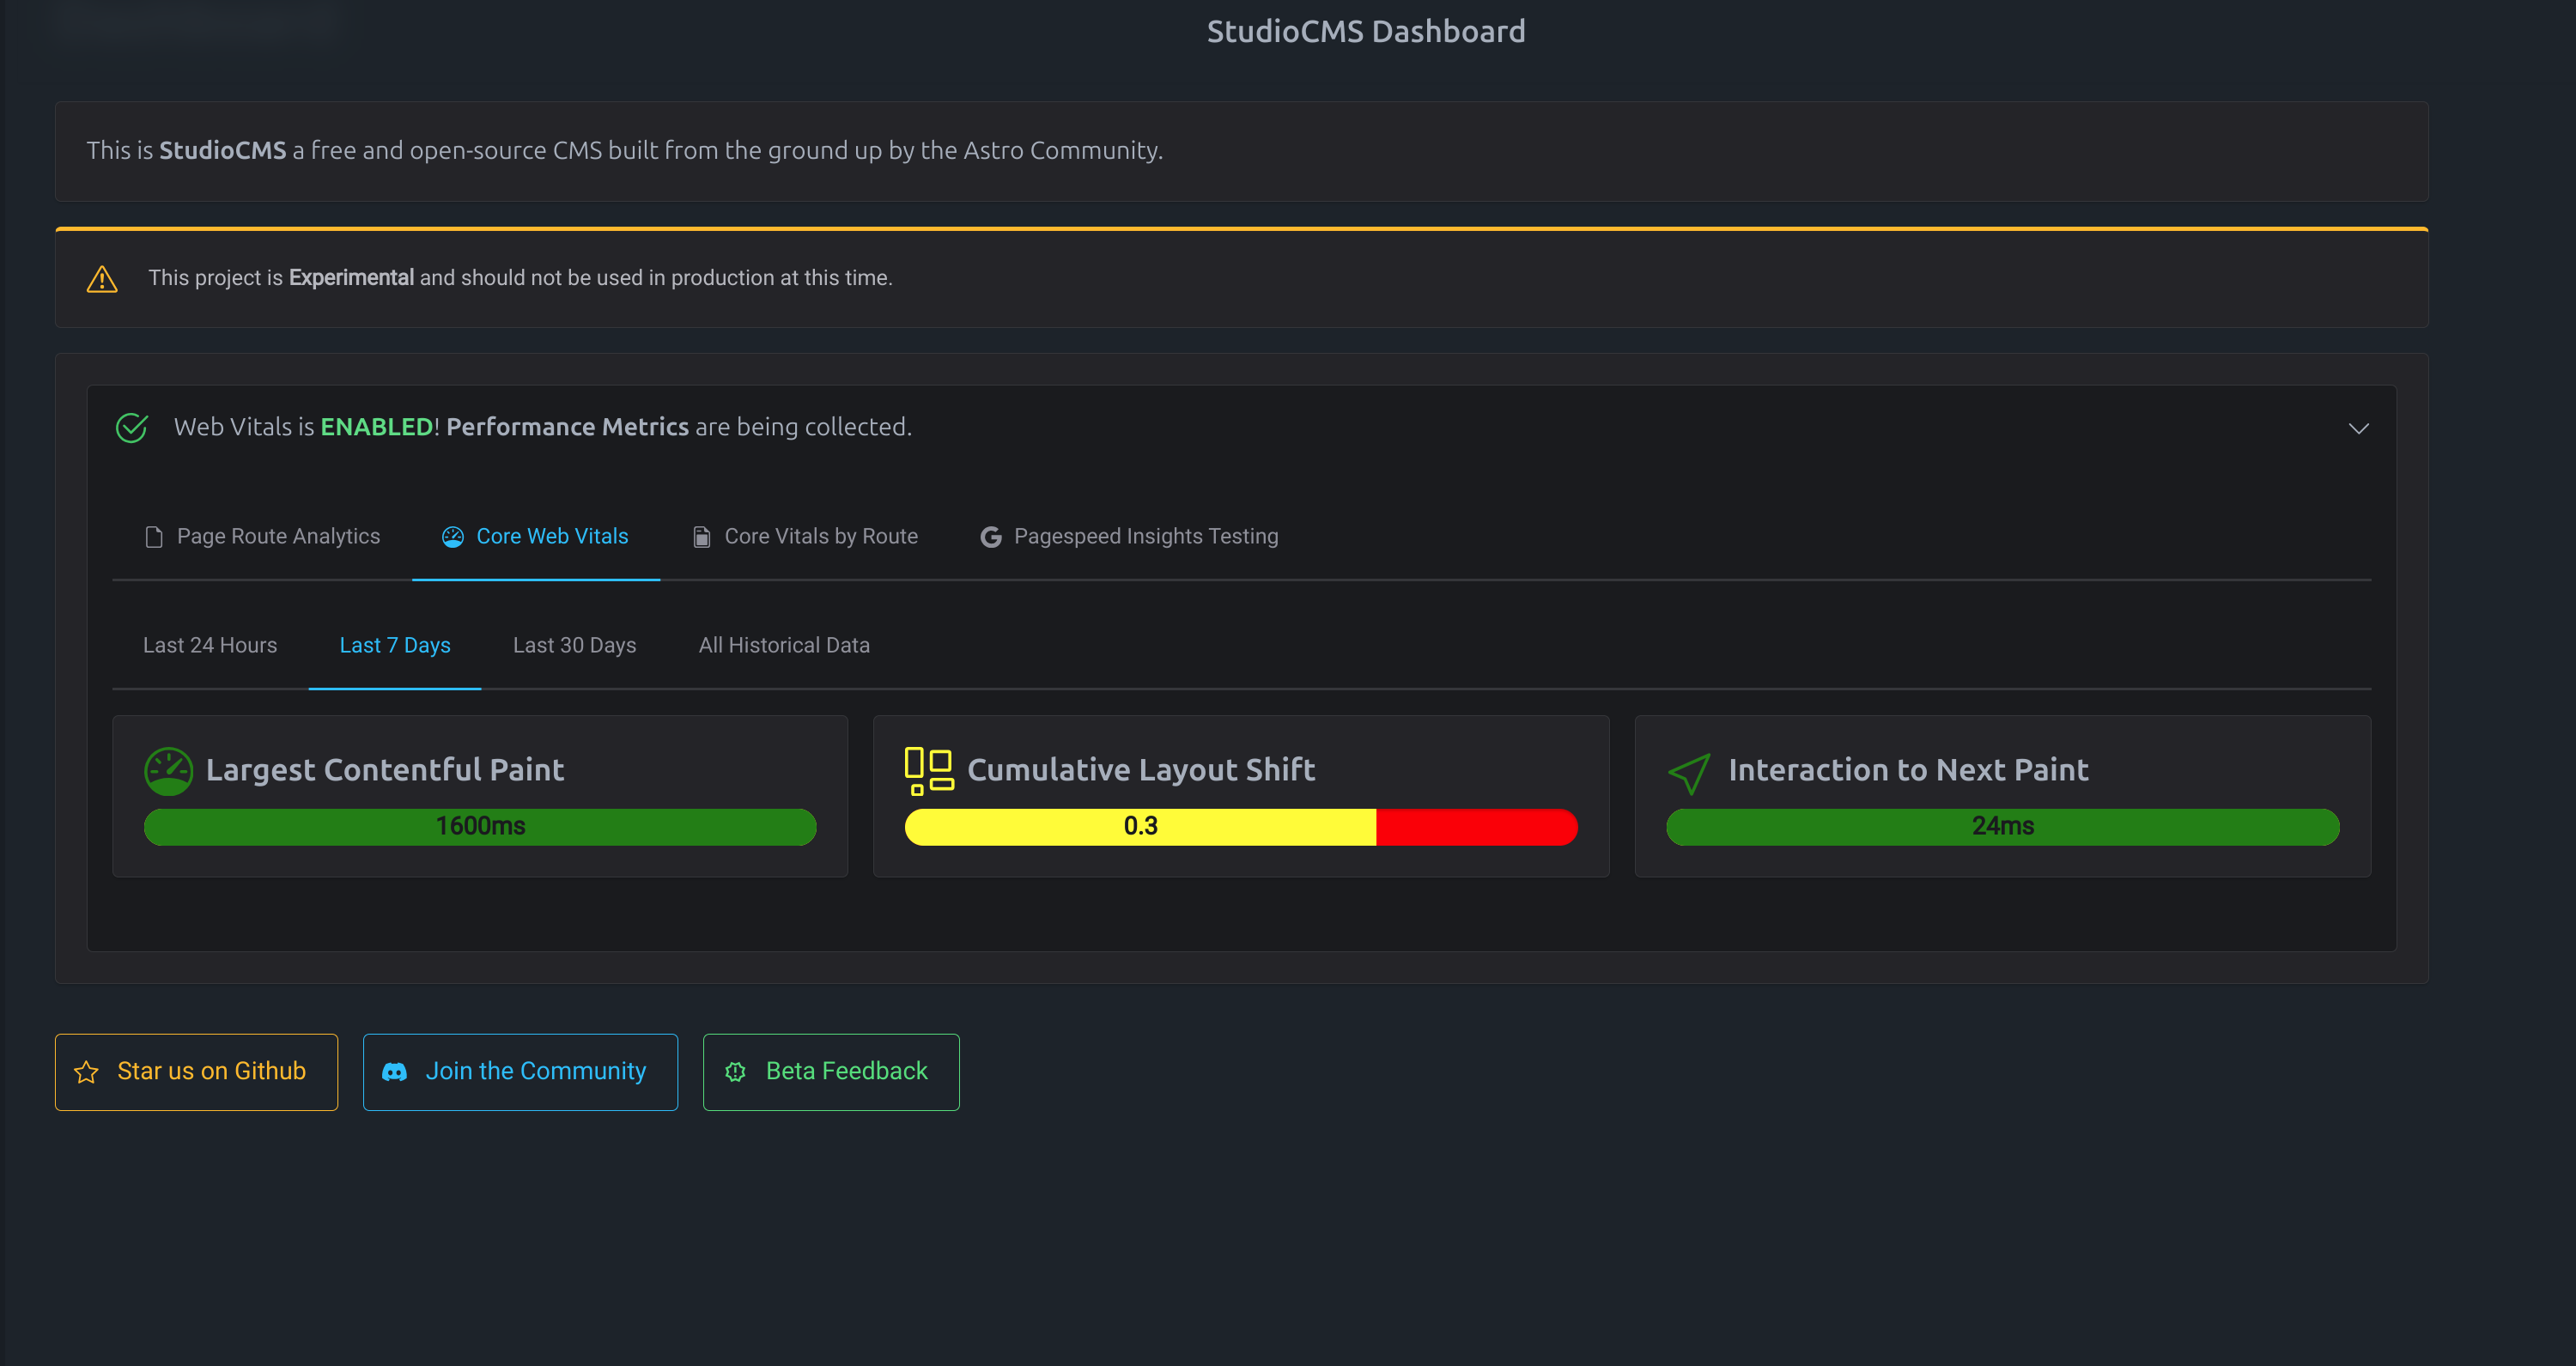 StudioCMS Dashboard
This is StudioCMS a free and open-source CMS built from the ground up by the Astro Community.
This project is Experimental and should not be used in production at this time.
Web Vitals is ENABLED! Performance Metrics are being collected.
Page Route Analytics Core Web Vitals Core Vitals by Route Pagespeed Insights Testing
Last 24 Hours Last 7 Days Last 30 Days All Historical Data
Largest Contentful Paint
1600ms
Cumulative Layout Shift
0.3
Interaction to Next Paint
24ms
Star us on Github Join the Community Beta Feedback